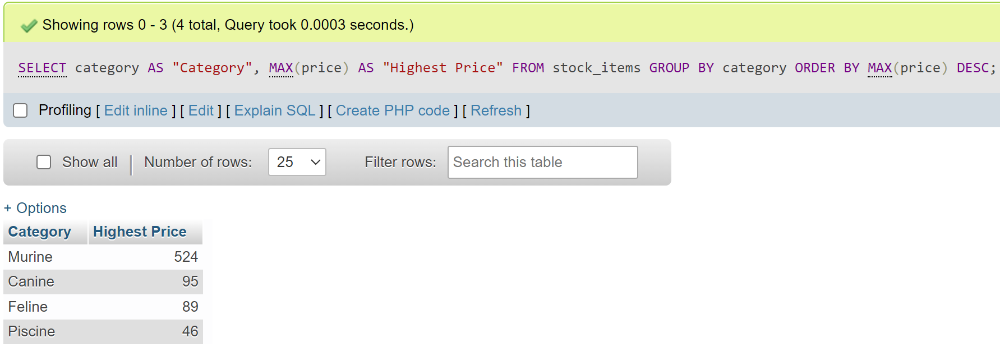 Showing rows 0 - 3 (4 total, Query took 0.0003 seconds.)
SELECT category AS "Category", MAX(price) AS "Highest Price" FROM stock_items GROUP BY category ORDER BY MAX(price) DESC;
Profiling [ Edit inline ] [ Edit ] [ Explain SQL ] [ Create PHP code ] [ Refresh ]
Show all | Number of rows: 25 Filter rows: Search this table
+ Options
Category Highest Price
Murine 524
Canine 95
Feline 89
Piscine 46